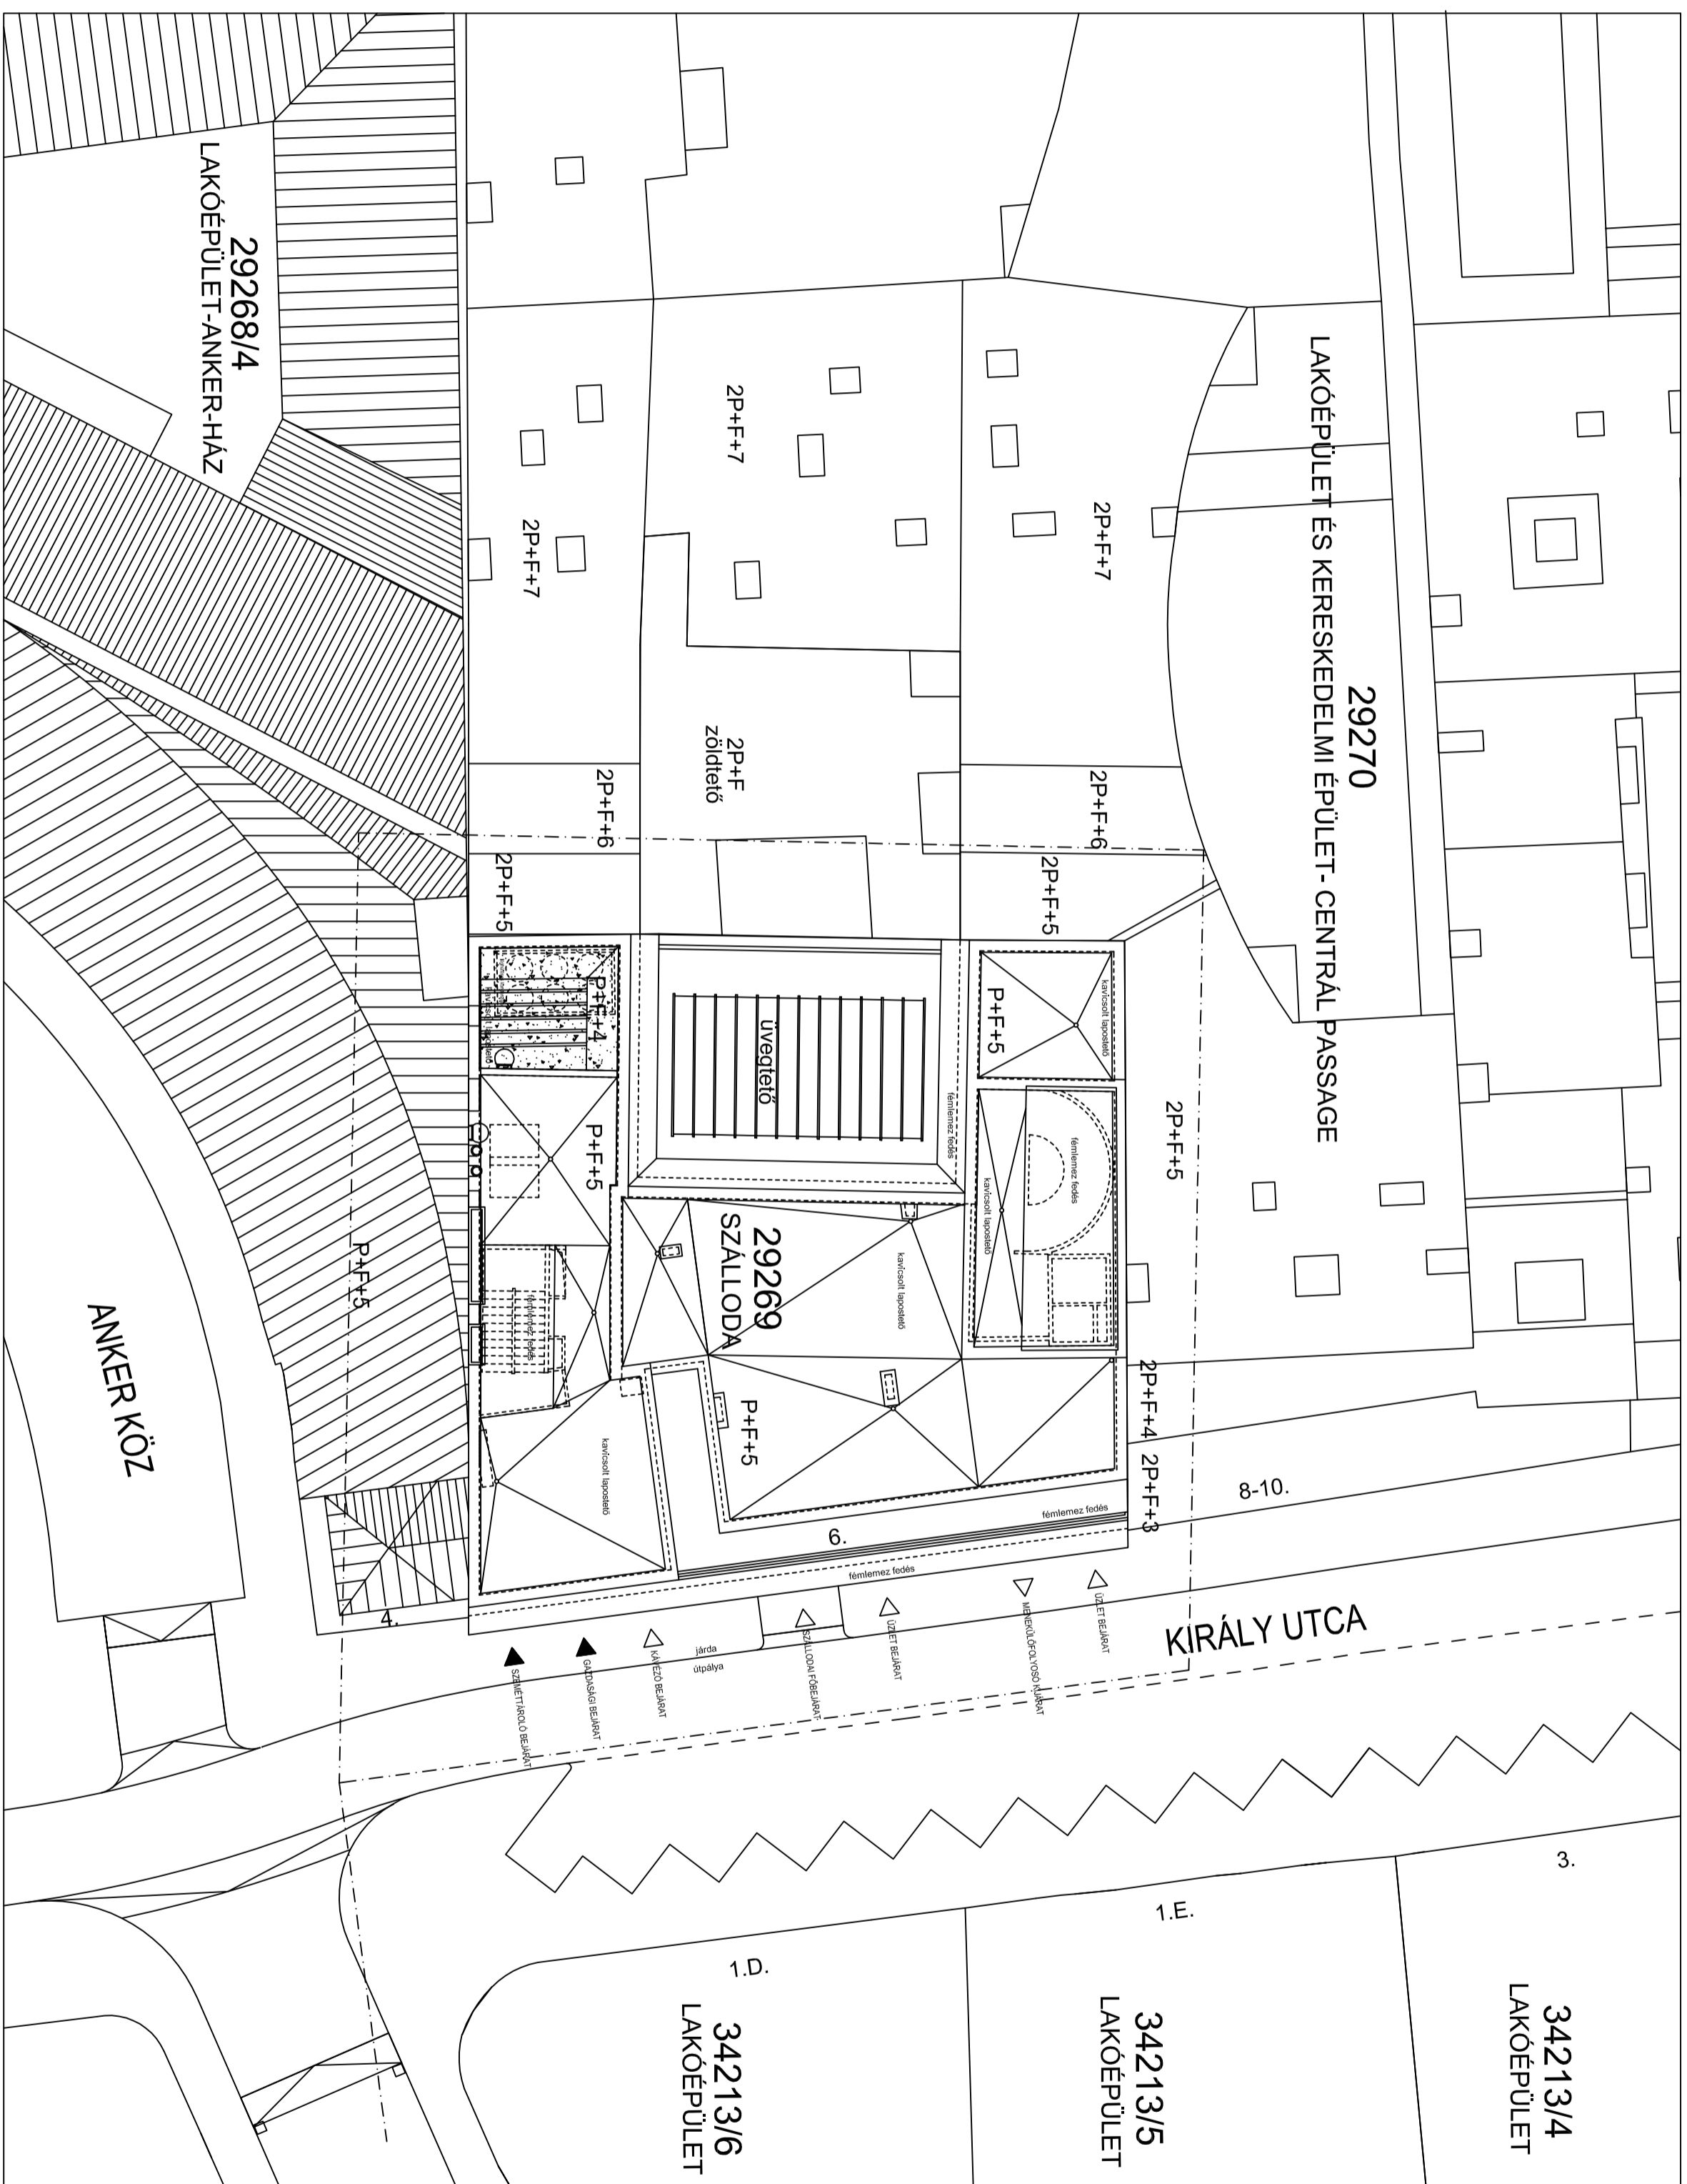 29268/4
LAKÓÉPÜLET-ANKER-HÁZ
29270
LAKÓÉPÜLET ÉS KERESKEDELMI ÉPÜLET- CENTRÁL PASSAGE
2P+F+7
2P+F+7
2P+F+7
2P+F
zöldtető
2P+F+6
2P+F+6
2P+F+5
2P+F+5
P+F+4
üvegtető
P+F+5
kavicsolt lapostető
fémlemez fedés
2P+F+5
P+F+5
fémlemez fedés
kavicsolt lapostető
P+F+5
29269
SZÁLLODA
kavicsolt lapostető
fémlemez fedés
ANKER KÖZ
P+F+5
kavicsolt lapostető
2P+F+4
2P+F+3
8-10.
fémlemez fedés
6.
fémlemez fedés
4.
KIRÁLY UTCA
járda
útpálya
SZEMÉTTÁROLÓ BEJÁRAT
GAZDASÁGI BEJÁRAT
KÁVÉZÓ BEJÁRAT
SZÁLLODAI FŐBEJÁRAT
ÜZLET BEJÁRAT
MENEKÜLŐFOLYOSÓ KIJÁRAT
ÜZLET BEJÁRAT
3.
1.E.
1.D.
34213/6
LAKÓÉPÜLET
34213/5
LAKÓÉPÜLET
34213/4
LAKÓÉPÜLET